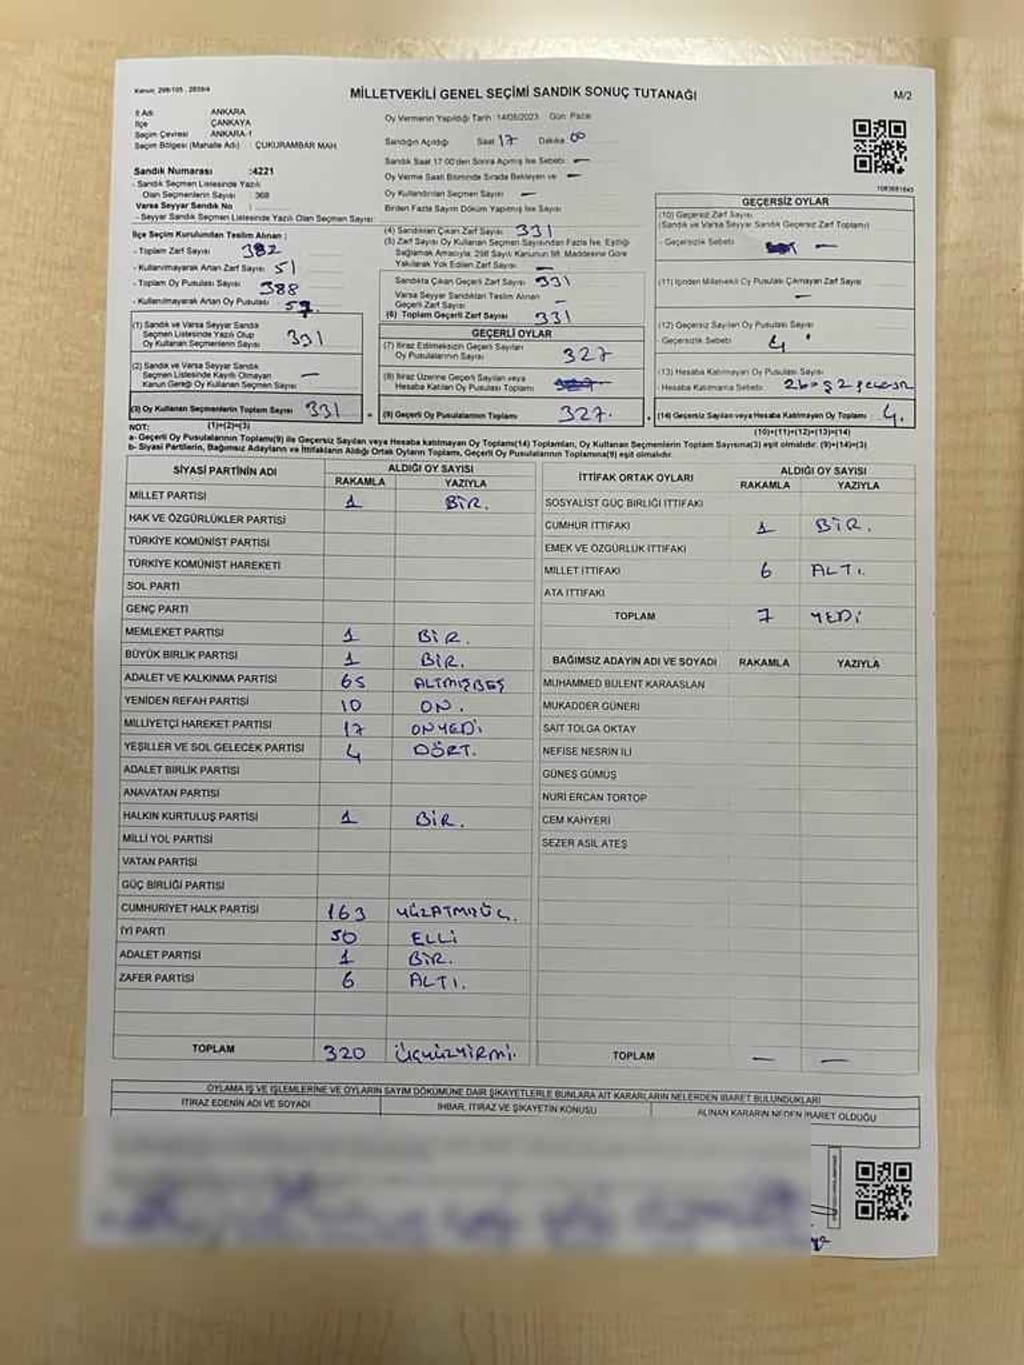 Kanun: 298/105 , 2839/4
MİLLETVEKİLİ GENEL SEÇİMİ SANDIK SONUÇ TUTANAĞI
M/2
İl Adı : ANKARA
İlçe : ÇANKAYA
Seçim Çevresi : ANKARA-1
Seçim Bölgesi (Mahalle Adı) : ÇUKURAMBAR MAH.
Sandık Numarası :4221
- Sandık Seçmen Listesinde Yazılı
Olan Seçmenlerin Sayısı : 368
Varsa Seyyar Sandık No :
- Seyyar Sandık Seçmen Listesinde Yazılı Olan Seçmen Sayısı:
Oy Vermenin Yapıldığı Tarih :14/05/2023 Gün :Pazar
Sandığın Açıldığı Saat :17 Dakika :00
Sandık Saat 17:00'den Sonra Açılmış İse Sebebi: —
Oy Verme Saati Bitiminde Sırada Bekleyen ve —
Oy Kullandırılan Seçmen Sayısı : —
Birden Fazla Sayım Döküm Yapılmış İse Sayısı:
1083681645
İlçe Seçim Kurulundan Teslim Alınan :
- Toplam Zarf Sayısı : 382
- Kullanılmayarak Artan Zarf Sayısı : 51
- Toplam Oy Pusulası Sayısı : 388
- Kullanılmayarak Artan Oy Pusulası : 57.
(1) Sandık ve Varsa Seyyar Sandık
Seçmen Listesinde Yazılı Olup
Oy Kullanan Seçmenlerin Sayısı : 331
(2) Sandık ve Varsa Seyyar Sandık
Seçmen Listesinde Kayıtlı Olmayan
Kanun Gereği Oy Kullanan Seçmen Sayısı : —
(3) Oy Kullanan Seçmenlerin Toplam Sayısı : 331
(1)+(2)=(3)
(4) Sandıktan Çıkan Zarf Sayısı : 331
(5) Zarf Sayısı Oy Kullanan Seçmen Sayısından Fazla İse, Eşitliği
Sağlamak Amacıyla; 298 Sayılı Kanunun 98. Maddesine Göre
Yakılarak Yok Edilen Zarf Sayısı: —
Sandıkta Çıkan Geçerli Zarf Sayısı : 331
Varsa Seyyar Sandıktan Teslim Alınan
Geçerli Zarf Sayısı : —
(6) Toplam Geçerli Zarf Sayısı : 331
GEÇERLİ OYLAR
(7) İtiraz Edilmeksizin Geçerli Sayılan
Oy Pusulalarının Sayısı : 327
(8) İtiraz Üzerine Geçerli Sayılan veya
Hesaba Katılan Oy Pusulası Toplamı :
(9) Geçerli Oy Pusulalarının Toplamı : 327.
GEÇERSİZ OYLAR
(10) Geçersiz Zarf Sayısı :
(Sandık ve Varsa Seyyar Sandık Geçersiz Zarf Toplamı)
- Geçersizlik Sebebi : —
(11) İçinden Milletvekili Oy Pusulası Çıkmayan Zarf Sayısı :
—
(12) Geçersiz Sayılan Oy Pusulası Sayısı :
- Geçersizlik Sebebi : 4
(13) Hesaba Katılmayan Oy Pusulası Sayısı :
- Hesaba Katılmama Sebebi : 2 boş 2 geçersiz
(14) Geçersiz Sayılan veya Hesaba Katılmayan Oy Toplamı : 4.
(10)+(11)+(12)+(13)=(14)
NOT:
a- Geçerli Oy Pusulalarının Toplamı(9) ile Geçersiz Sayılan veya Hesaba katılmayan Oy Toplamı(14) Toplamları, Oy Kullanan Seçmenlerin Toplam Sayısına(3) eşit olmalıdır. (9)+(14)=(3)
b- Siyasi Partilerin, Bağımsız Adayların ve İttifakların Aldığı Ortak Oyların Toplamı, Geçerli Oy Pusulalarının Toplamına(9) eşit olmalıdır.
SİYASİ PARTİNİN ADI ALDIĞI OY SAYISI
RAKAMLA YAZIYLA
MİLLET PARTİSİ 1 BİR.
HAK VE ÖZGÜRLÜKLER PARTİSİ
TÜRKİYE KOMÜNİST PARTİSİ
TÜRKİYE KOMÜNİST HAREKETİ
SOL PARTİ
GENÇ PARTİ
MEMLEKET PARTİSİ 1 BİR.
BÜYÜK BİRLİK PARTİSİ 1 BİR.
ADALET VE KALKINMA PARTİSİ 65 ALTMIŞBEŞ
YENİDEN REFAH PARTİSİ 10 ON.
MİLLİYETÇİ HAREKET PARTİSİ 17 ONYEDİ
YEŞİLLER VE SOL GELECEK PARTİSİ 4 DÖRT.
ADALET BİRLİK PARTİSİ
ANAVATAN PARTİSİ
HALKIN KURTULUŞ PARTİSİ 1 BİR.
MİLLİ YOL PARTİSİ
VATAN PARTİSİ
GÜÇ BİRLİĞİ PARTİSİ
CUMHURİYET HALK PARTİSİ 163
İYİ PARTİ 50 ELLİ
ADALET PARTİSİ 1 BİR.
ZAFER PARTİSİ 6 ALTI.
TOPLAM 320 ÜÇYÜZYİRMİ.
İTTİFAK ORTAK OYLARI ALDIĞI OY SAYISI
RAKAMLA YAZIYLA
SOSYALİST GÜÇ BİRLİĞİ İTTİFAKI
CUMHUR İTTİFAKI 1 BİR.
EMEK VE ÖZGÜRLÜK İTTİFAKI
MİLLET İTTİFAKI 6 ALTI.
ATA İTTİFAKI
TOPLAM 7 YEDİ
BAĞIMSIZ ADAYIN ADI VE SOYADI RAKAMLA YAZIYLA
MUHAMMED BÜLENT KARAASLAN
MUKADDER GÜNERİ
SAİT TOLGA OKTAY
NEFİSE NESRİN İLİ
GÜNEŞ GÜMÜŞ
NURİ ERCAN TORTOP
CEM KAHYERİ
SEZER ASİL ATEŞ
TOPLAM — —
OYLAMA İŞ VE İŞLEMLERİNE VE OYLARIN SAYIM DÖKÜMÜNE DAİR ŞİKAYETLERLE BUNLARA AİT KARARLARIN NELERDEN İBARET BULUNDUKLARI
İTİRAZ EDENİN ADI VE SOYADI İHBAR, İTİRAZ VE ŞİKAYETİN KONUSU ALINAN KARARIN NEDEN İBARET OLDUĞU